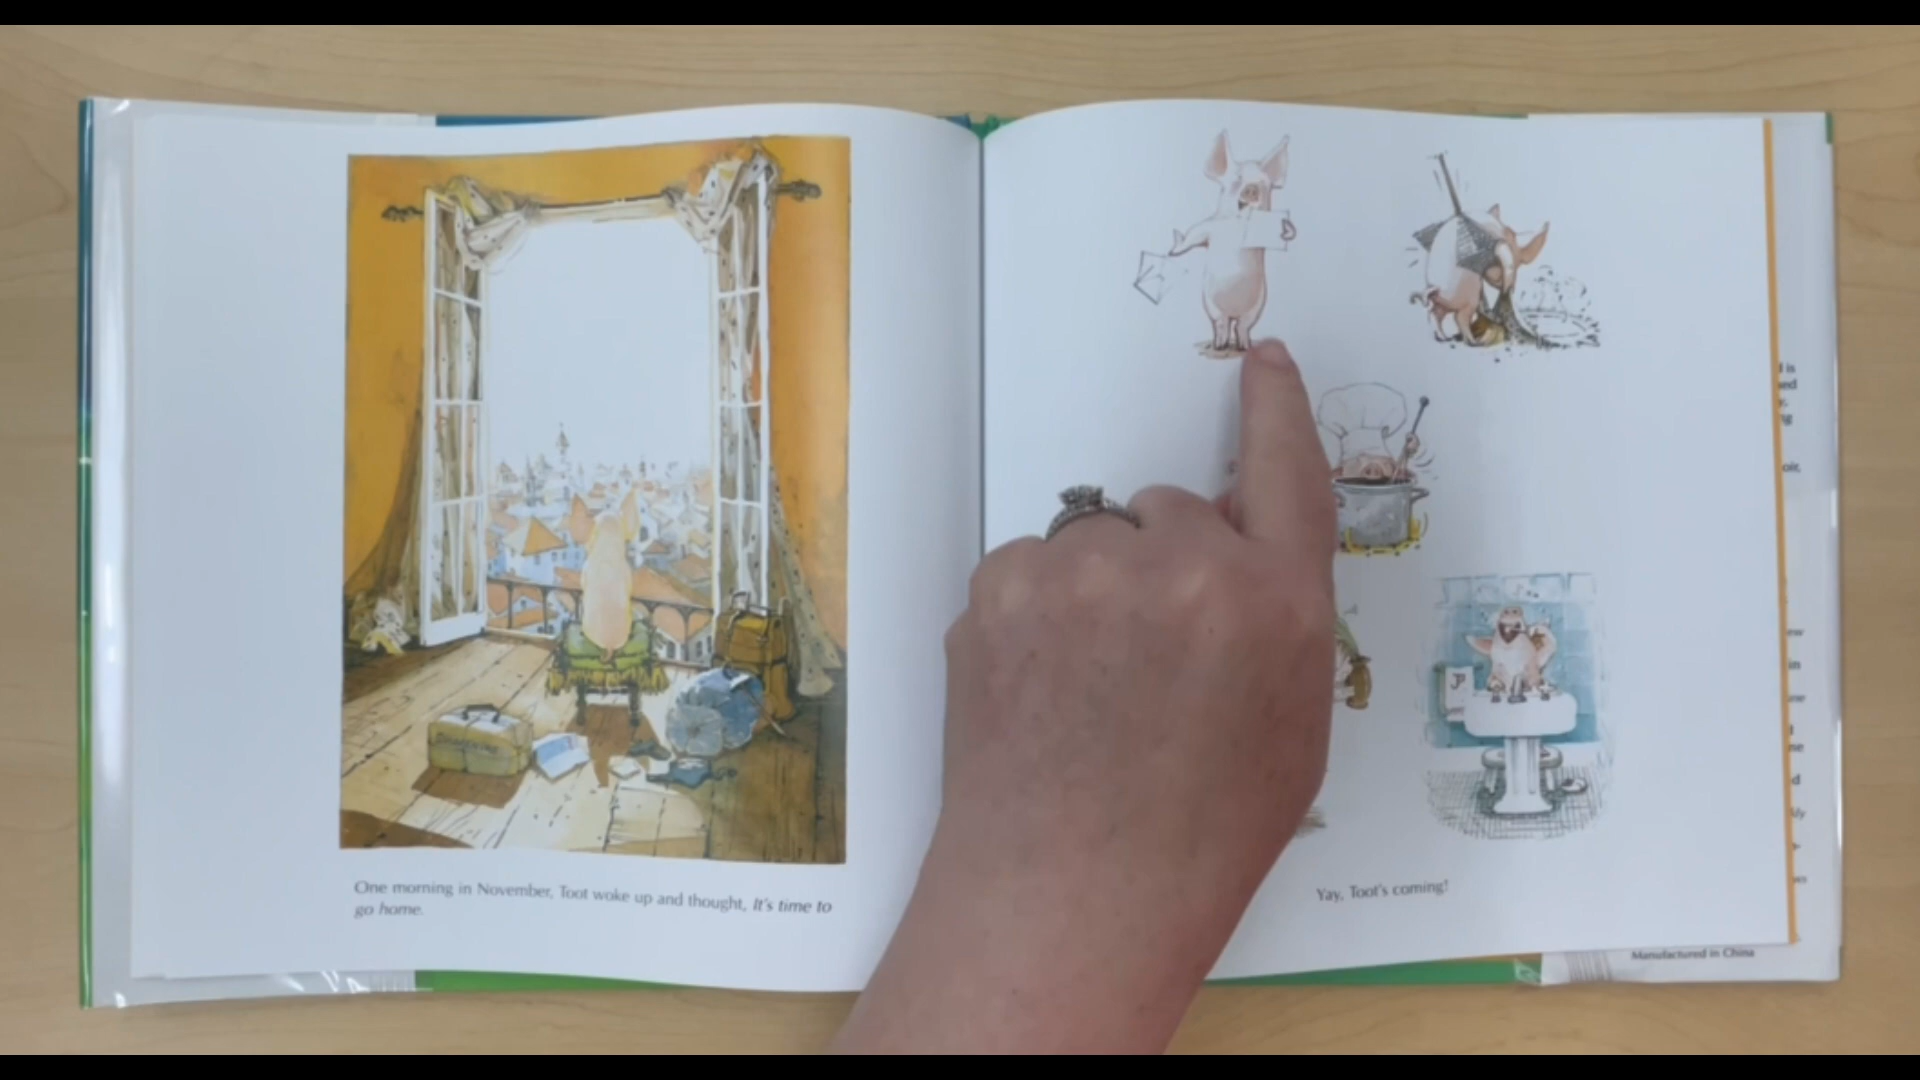 One morning in November, Toot woke up and thought, It's time to
go home.
JP
Yay, Toot's coming!
Manufactured in China